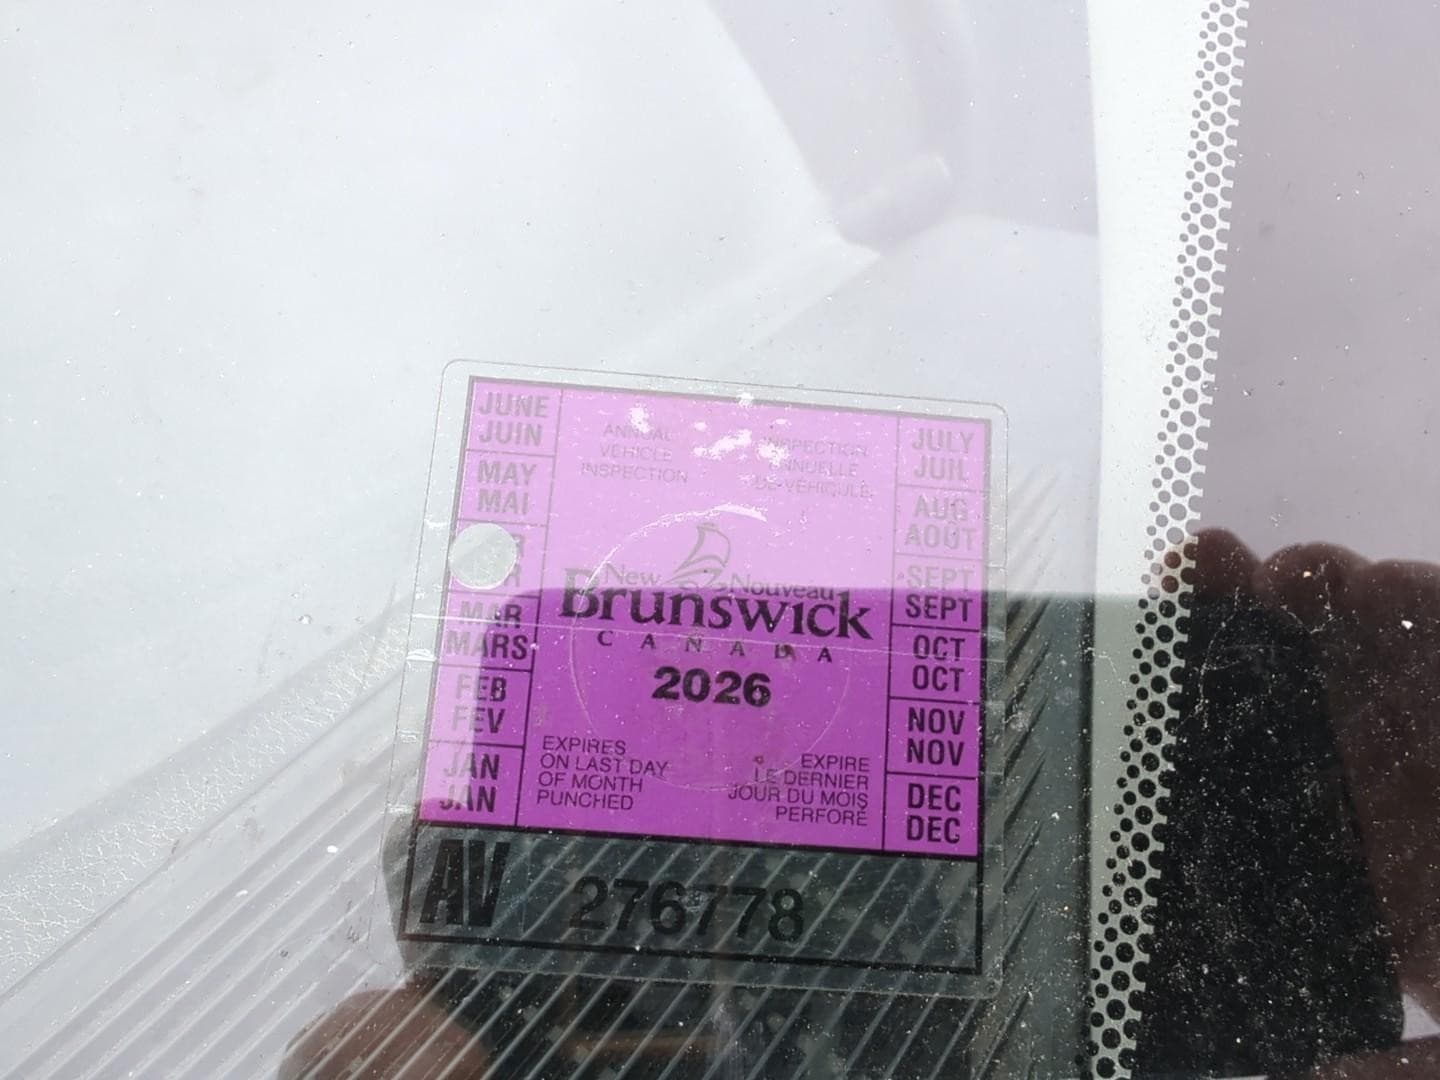 JUNE
JUIN
MAY
MAI
MAR
MARS
FEB
FEV
JAN
JAN
ANNUAL
VEHICLE
INSPECTION
INSPECTION
ANNUELLE
DE VÉHICULE
New Nouveau
Brunswick
CANADA
2026
EXPIRES
ON LAST DAY
OF MONTH
PUNCHED
EXPIRE
LE DERNIER
JOUR DU MOIS
PERFORÉ
JULY
JUIL
AUG
AOÛT
SEPT
SEPT
OCT
OCT
NOV
NOV
DEC
DEC
AV 276778